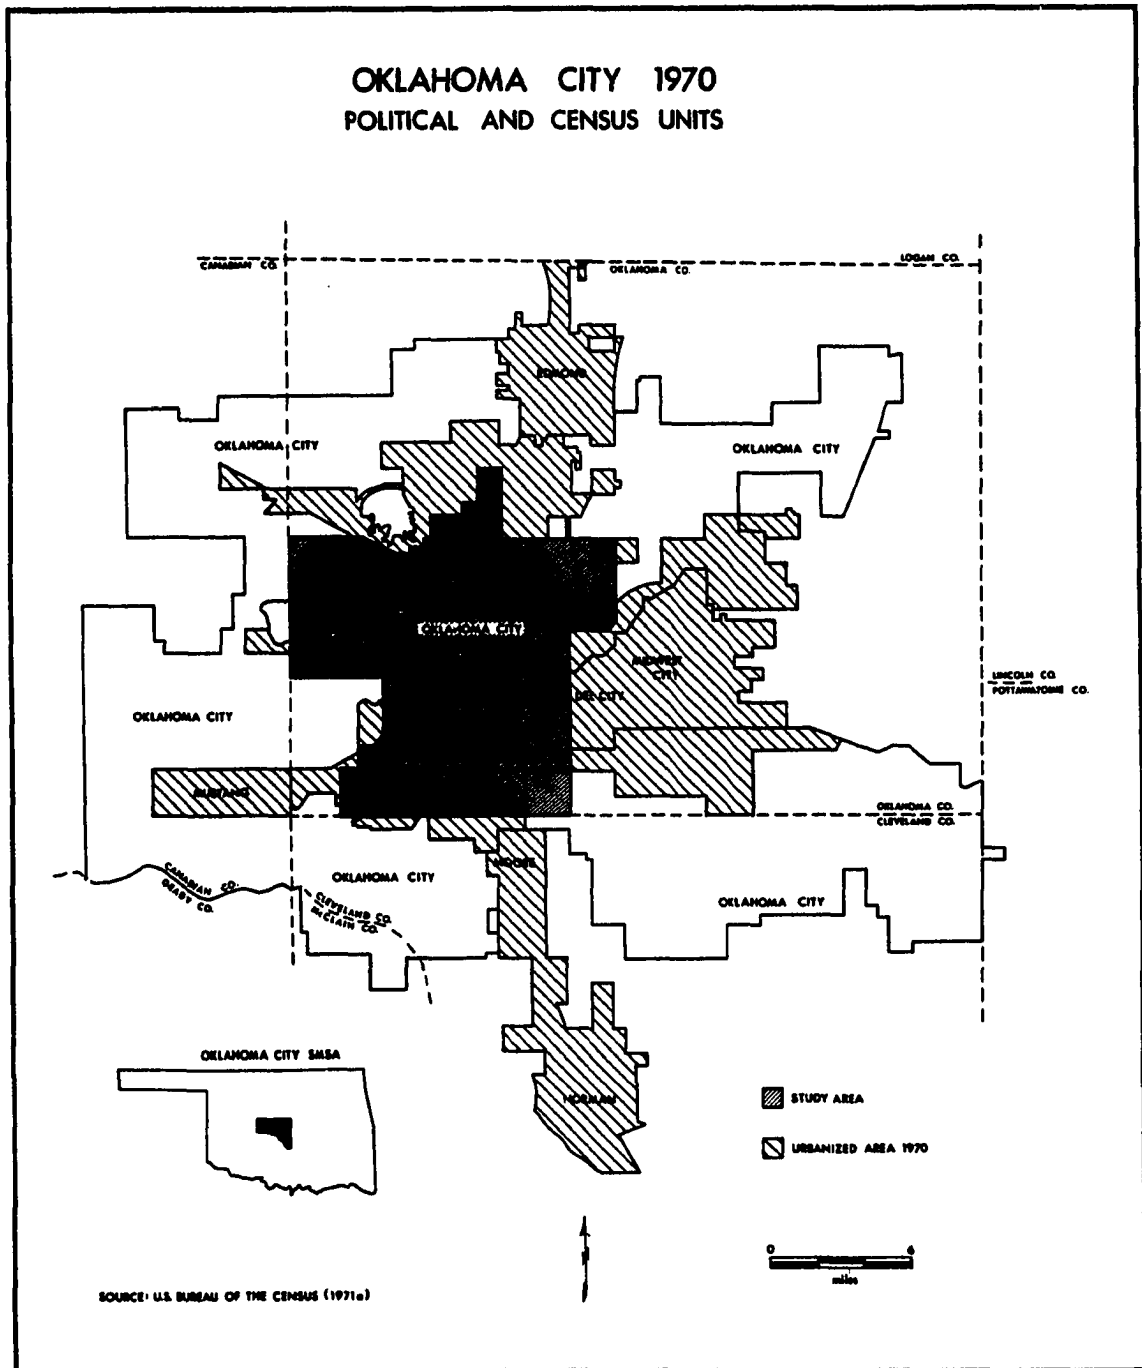 OKLAHOMA CITY 1970
POLITICAL AND CENSUS UNITS
LOGAN CO.
CANADIAN CO.
OKLAHOMA CO.
EDMOND
OKLAHOMA CITY
OKLAHOMA CITY
OKLAHOMA CITY
MIDWEST
CITY
DEL CITY
LINCOLN CO.
POTTAWATOMIE CO.
OKLAHOMA CITY
MUSTANG
OKLAHOMA CO.
CLEVELAND CO.
MOORE
CANADIAN CO.
GRADY CO.
OKLAHOMA CITY
CLEVELAND CO.
McCLAIN CO.
OKLAHOMA CITY
OKLAHOMA CITY SMSA
NORMAN
STUDY AREA
URBANIZED AREA 1970
0 6
miles
SOURCE: U.S. BUREAU OF THE CENSUS (1971a)